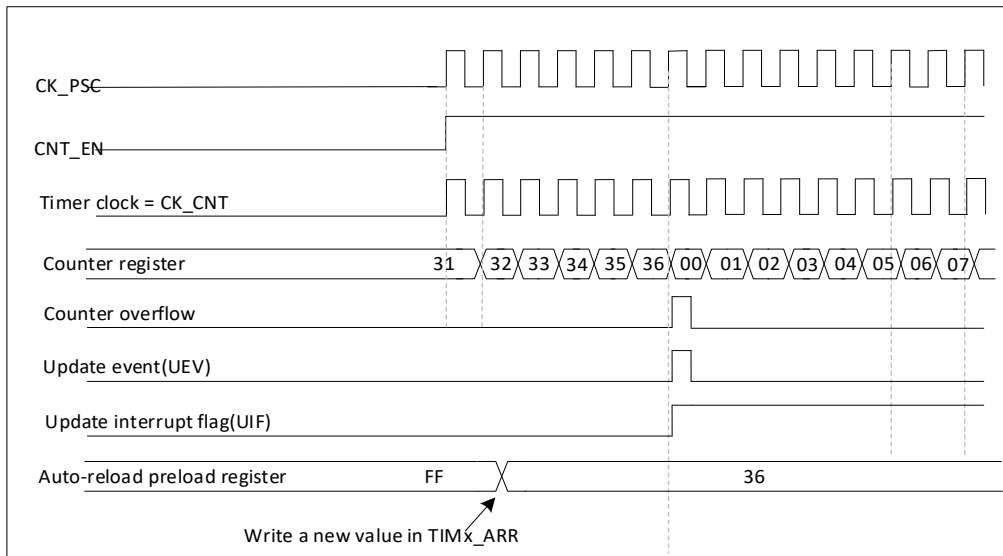 CK_PSC
CNT_EN
Timer clock = CK_CNT
Counter register 31 32 33 34 35 36 00 01 02 03 04 05 06 07
Counter overflow
Update event(UEV)
Update interrupt flag(UIF)
Auto-reload preload register FF 36
Write a new value in TIMx_ARR